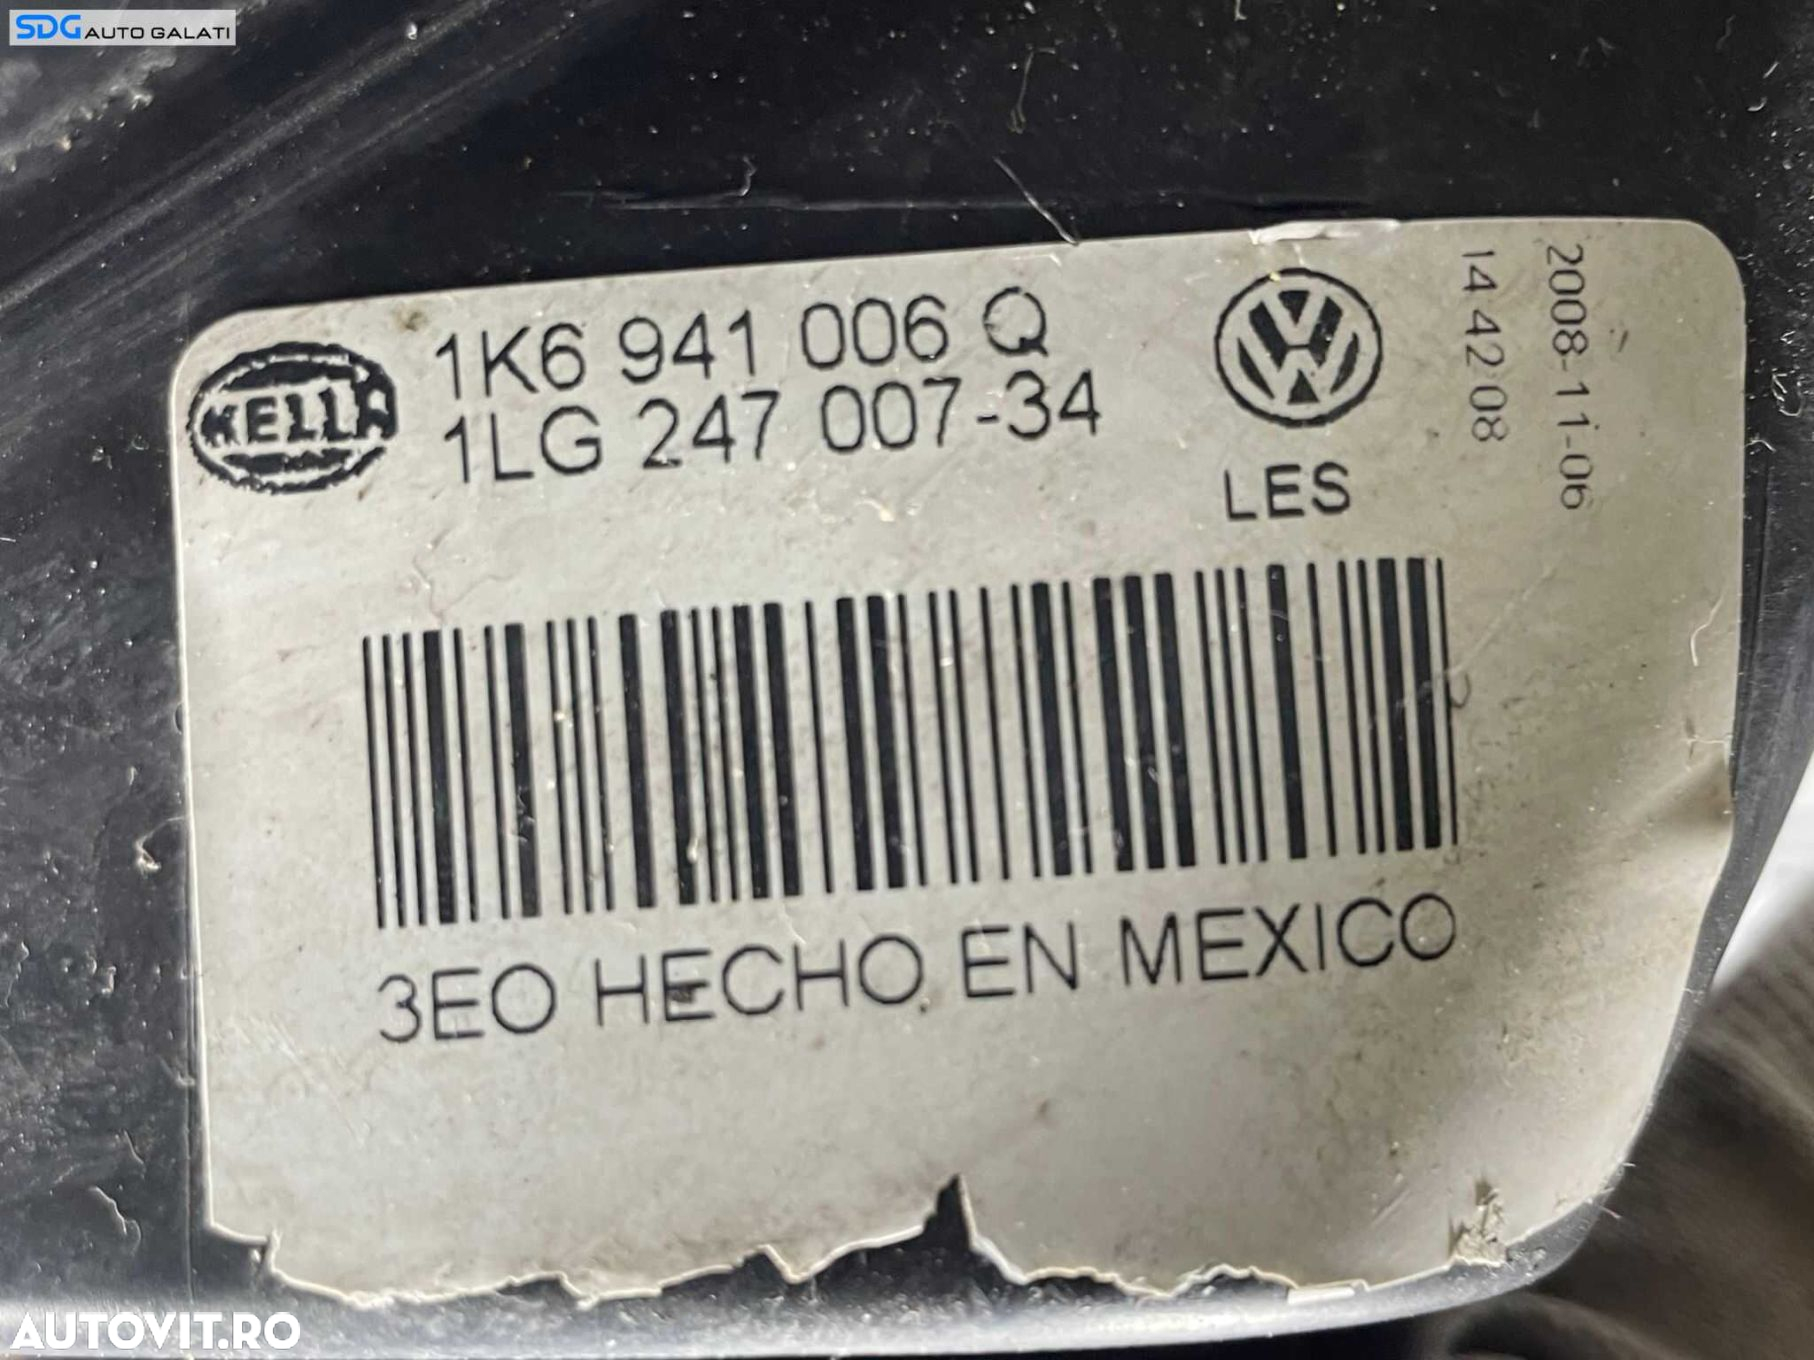 SDG AUTO GALATI
HELLA
1K6 941 006 Q
1LG 247 007-34
LES
14 42 08
2008-11-06
3EO HECHO EN MEXICO
AUTOVIT.RO